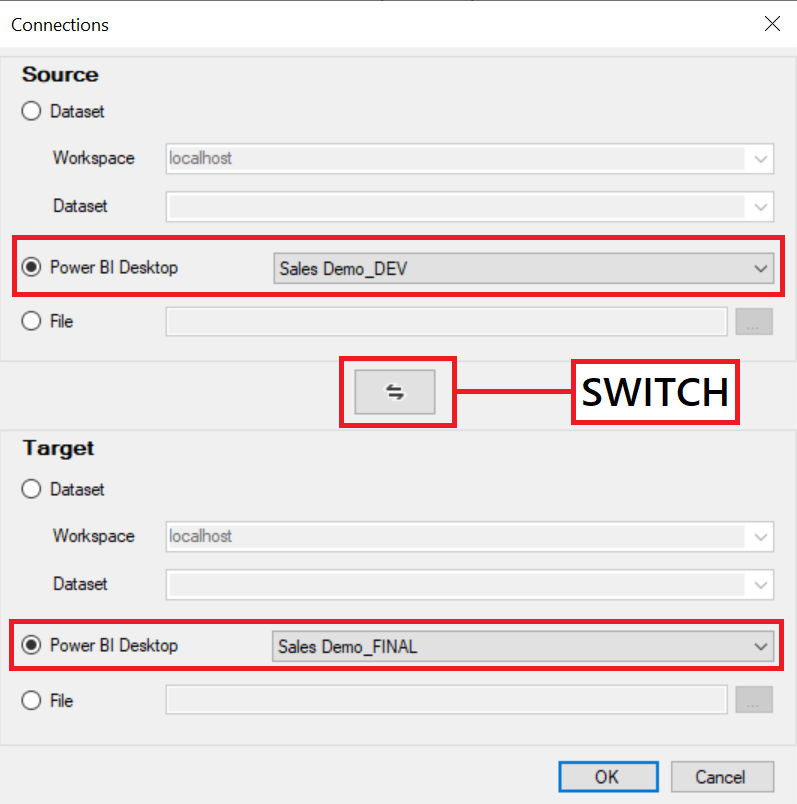 Connections
Source
Dataset
Workspace localhost
Dataset
Power BI Desktop Sales Demo_DEV
File ...
SWITCH
Target
Dataset
Workspace localhost
Dataset
Power BI Desktop Sales Demo_FINAL
File ...
OK Cancel